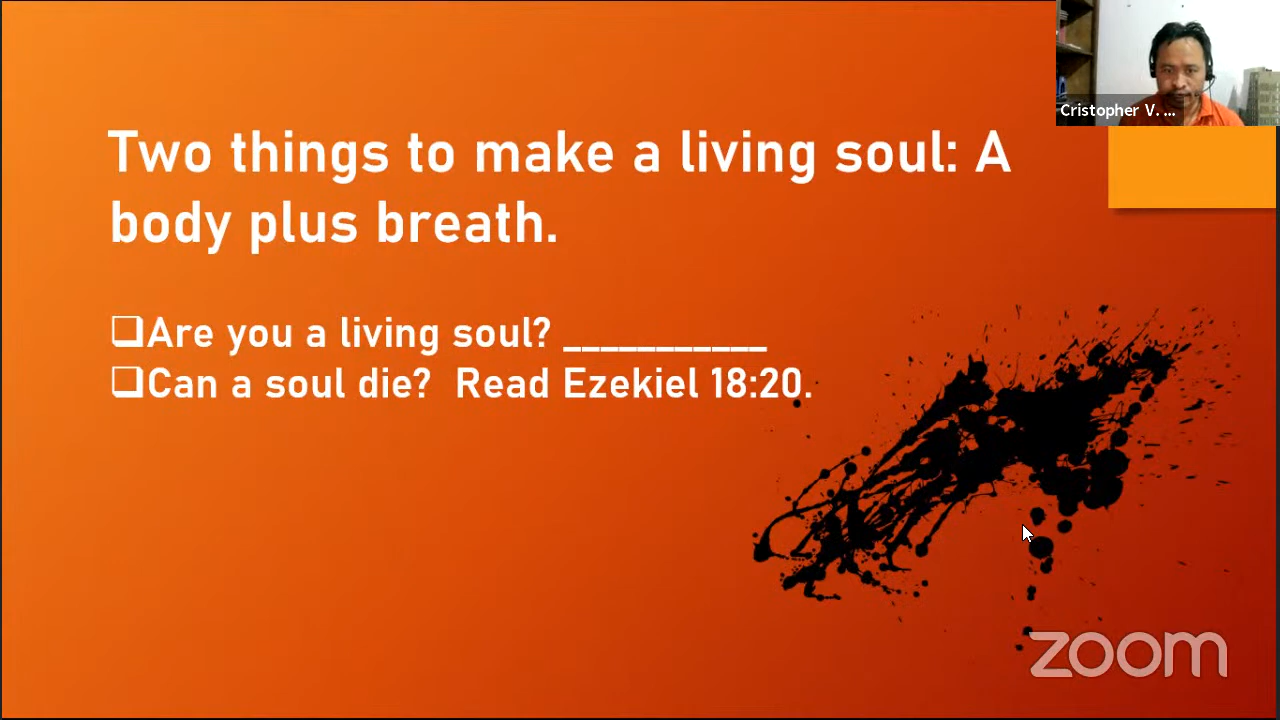 Cristopher V. ...
Two things to make a living soul: A
body plus breath.
❑Are you a living soul? ___________
❑Can a soul die?  Read Ezekiel 18:20.
zoom